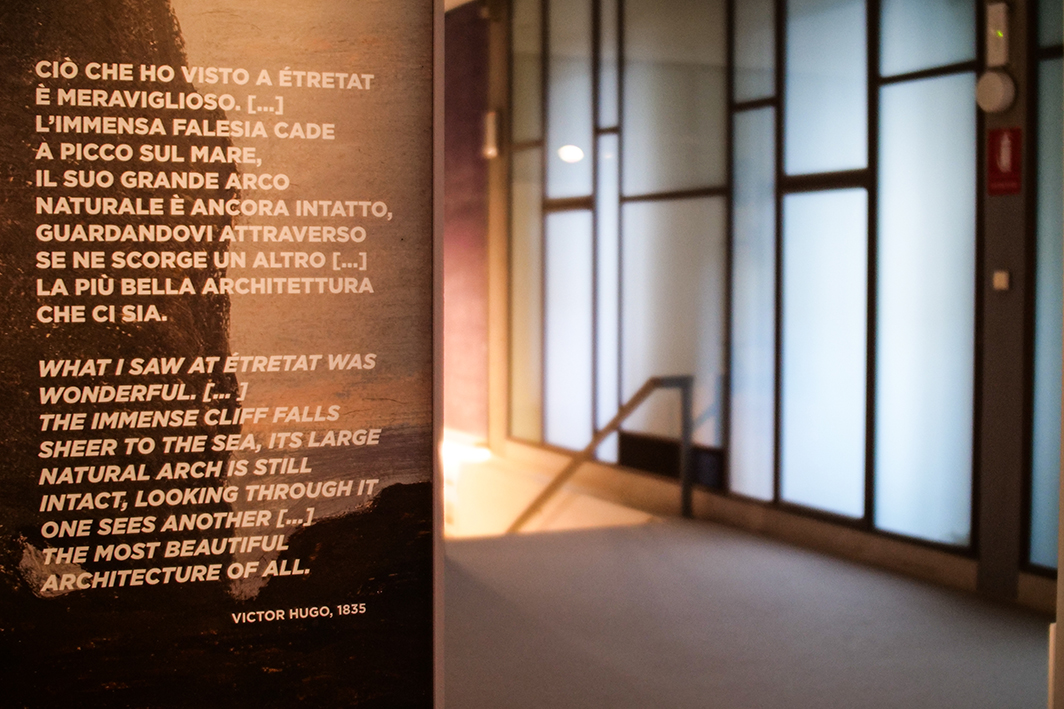 CIÒ CHE HO VISTO A ÉTRETAT
È MERAVIGLIOSO. [...]
L'IMMENSA FALESIA CADE
A PICCO SUL MARE,
IL SUO GRANDE ARCO
NATURALE È ANCORA INTATTO,
GUARDANDOVI ATTRAVERSO
SE NE SCORGE UN ALTRO [...]
LA PIÙ BELLA ARCHITETTURA
CHE CI SIA.
WHAT I SAW AT ÉTRETAT WAS
WONDERFUL. [... ]
THE IMMENSE CLIFF FALLS
SHEER TO THE SEA, ITS LARGE
NATURAL ARCH IS STILL
INTACT, LOOKING THROUGH IT
ONE SEES ANOTHER [...]
THE MOST BEAUTIFUL
ARCHITECTURE OF ALL.
VICTOR HUGO, 1835